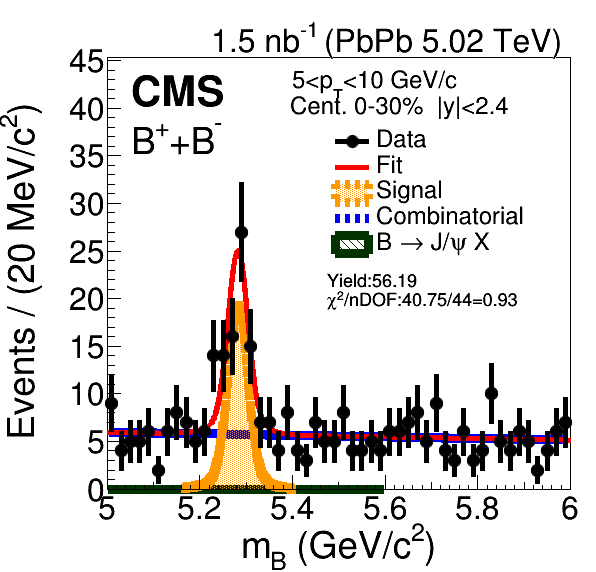 1.5 nb⁻¹ (PbPb 5.02 TeV)
CMS
B⁺+B⁻
5<p_T<10 GeV/c
Cent. 0-30% |y|<2.4
Data
Fit
Signal
Combinatorial
B → J/ψ X
Yield:56.19
χ²/nDOF:40.75/44=0.93
Events / (20 MeV/c²)
45
40
35
30
25
20
15
10
5
0
5 5.2 5.4 5.6 5.8 6
m_B (GeV/c²)